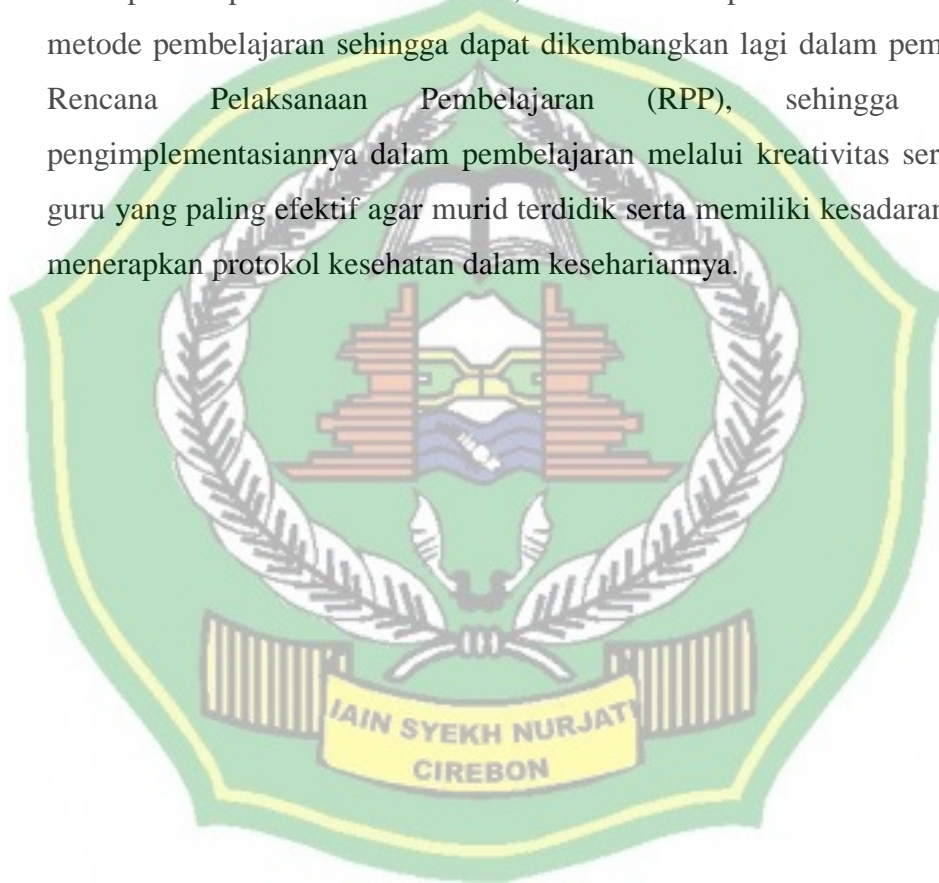 metode pembelajaran sehingga dapat dikembangkan lagi dalam pem
Rencana Pelaksanaan Pembelajaran (RPP), sehingga
pengimplementasiannya dalam pembelajaran melalui kreativitas ser
guru yang paling efektif agar murid terdidik serta memiliki kesadaran
menerapkan protokol kesehatan dalam kesehariannya.
IAIN SYEKH NURJATI
CIREBON